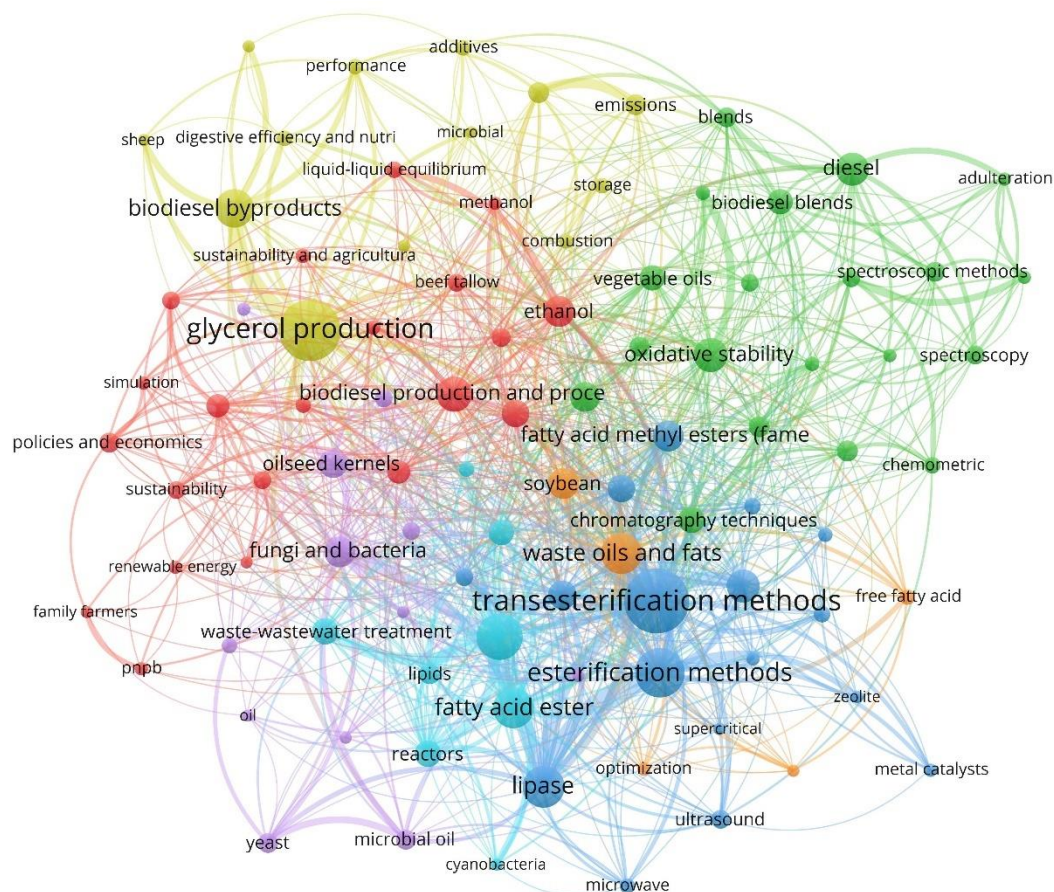 additives
performance
emissions
blends
sheep
digestive efficiency and nutri
microbial
liquid-liquid equilibrium
diesel
adulteration
storage
biodesel byproducts
methanol
biodiesel blends
combustion
sustainability and agricultura
beef tallow
vegetable oils
spectroscopic methods
ethanol
glycerol production
oxidative stability
spectroscopy
simulation
biodiesel production and proce
policies and economics
fatty acid methyl esters (fame
oilseed kernels
chemometric
sustainability
soybean
chromatography techniques
fungi and bacteria
waste oils and fats
renewable energy
free fatty acid
transesterification methods
family farmers
waste-wastewater treatment
pnpb
lipids
esterification methods
zeolite
oil
fatty acid ester
supercritical
reactors
optimization
metal catalysts
lipase
ultrasound
yeast
microbial oil
cyanobacteria
microwave